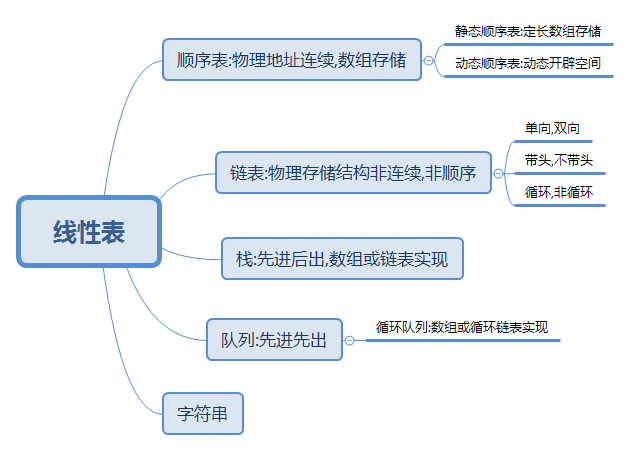 线性表
顺序表:物理地址连续,数组存储
静态顺序表:定长数组存储
动态顺序表:动态开辟空间
链表:物理存储结构非连续,非顺序
单向,双向
带头,不带头
循环,非循环
栈:先进后出,数组或链表实现
队列:先进先出
循环队列:数组或循环链表实现
字符串